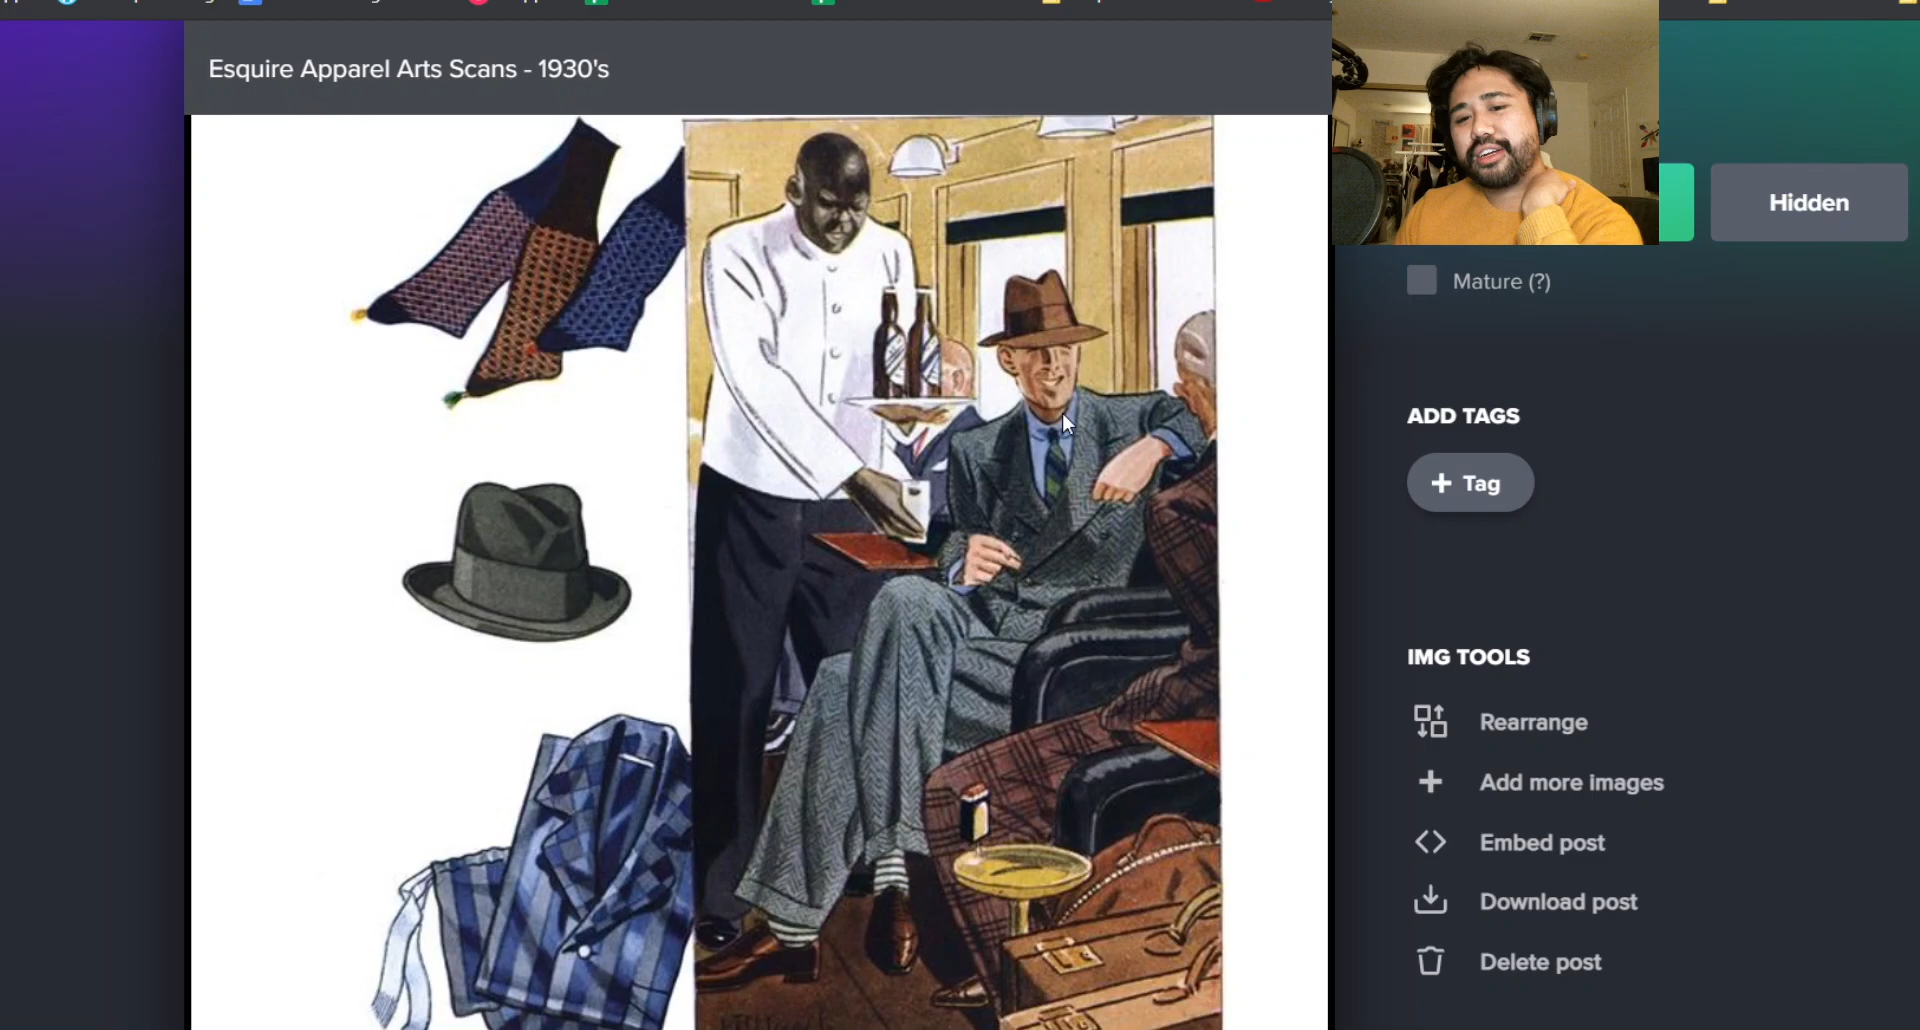 Esquire Apparel Arts Scans - 1930's
Hidden
Mature (?)
ADD TAGS
+ Tag
IMG TOOLS
Rearrange
Add more images
Embed post
Download post
Delete post